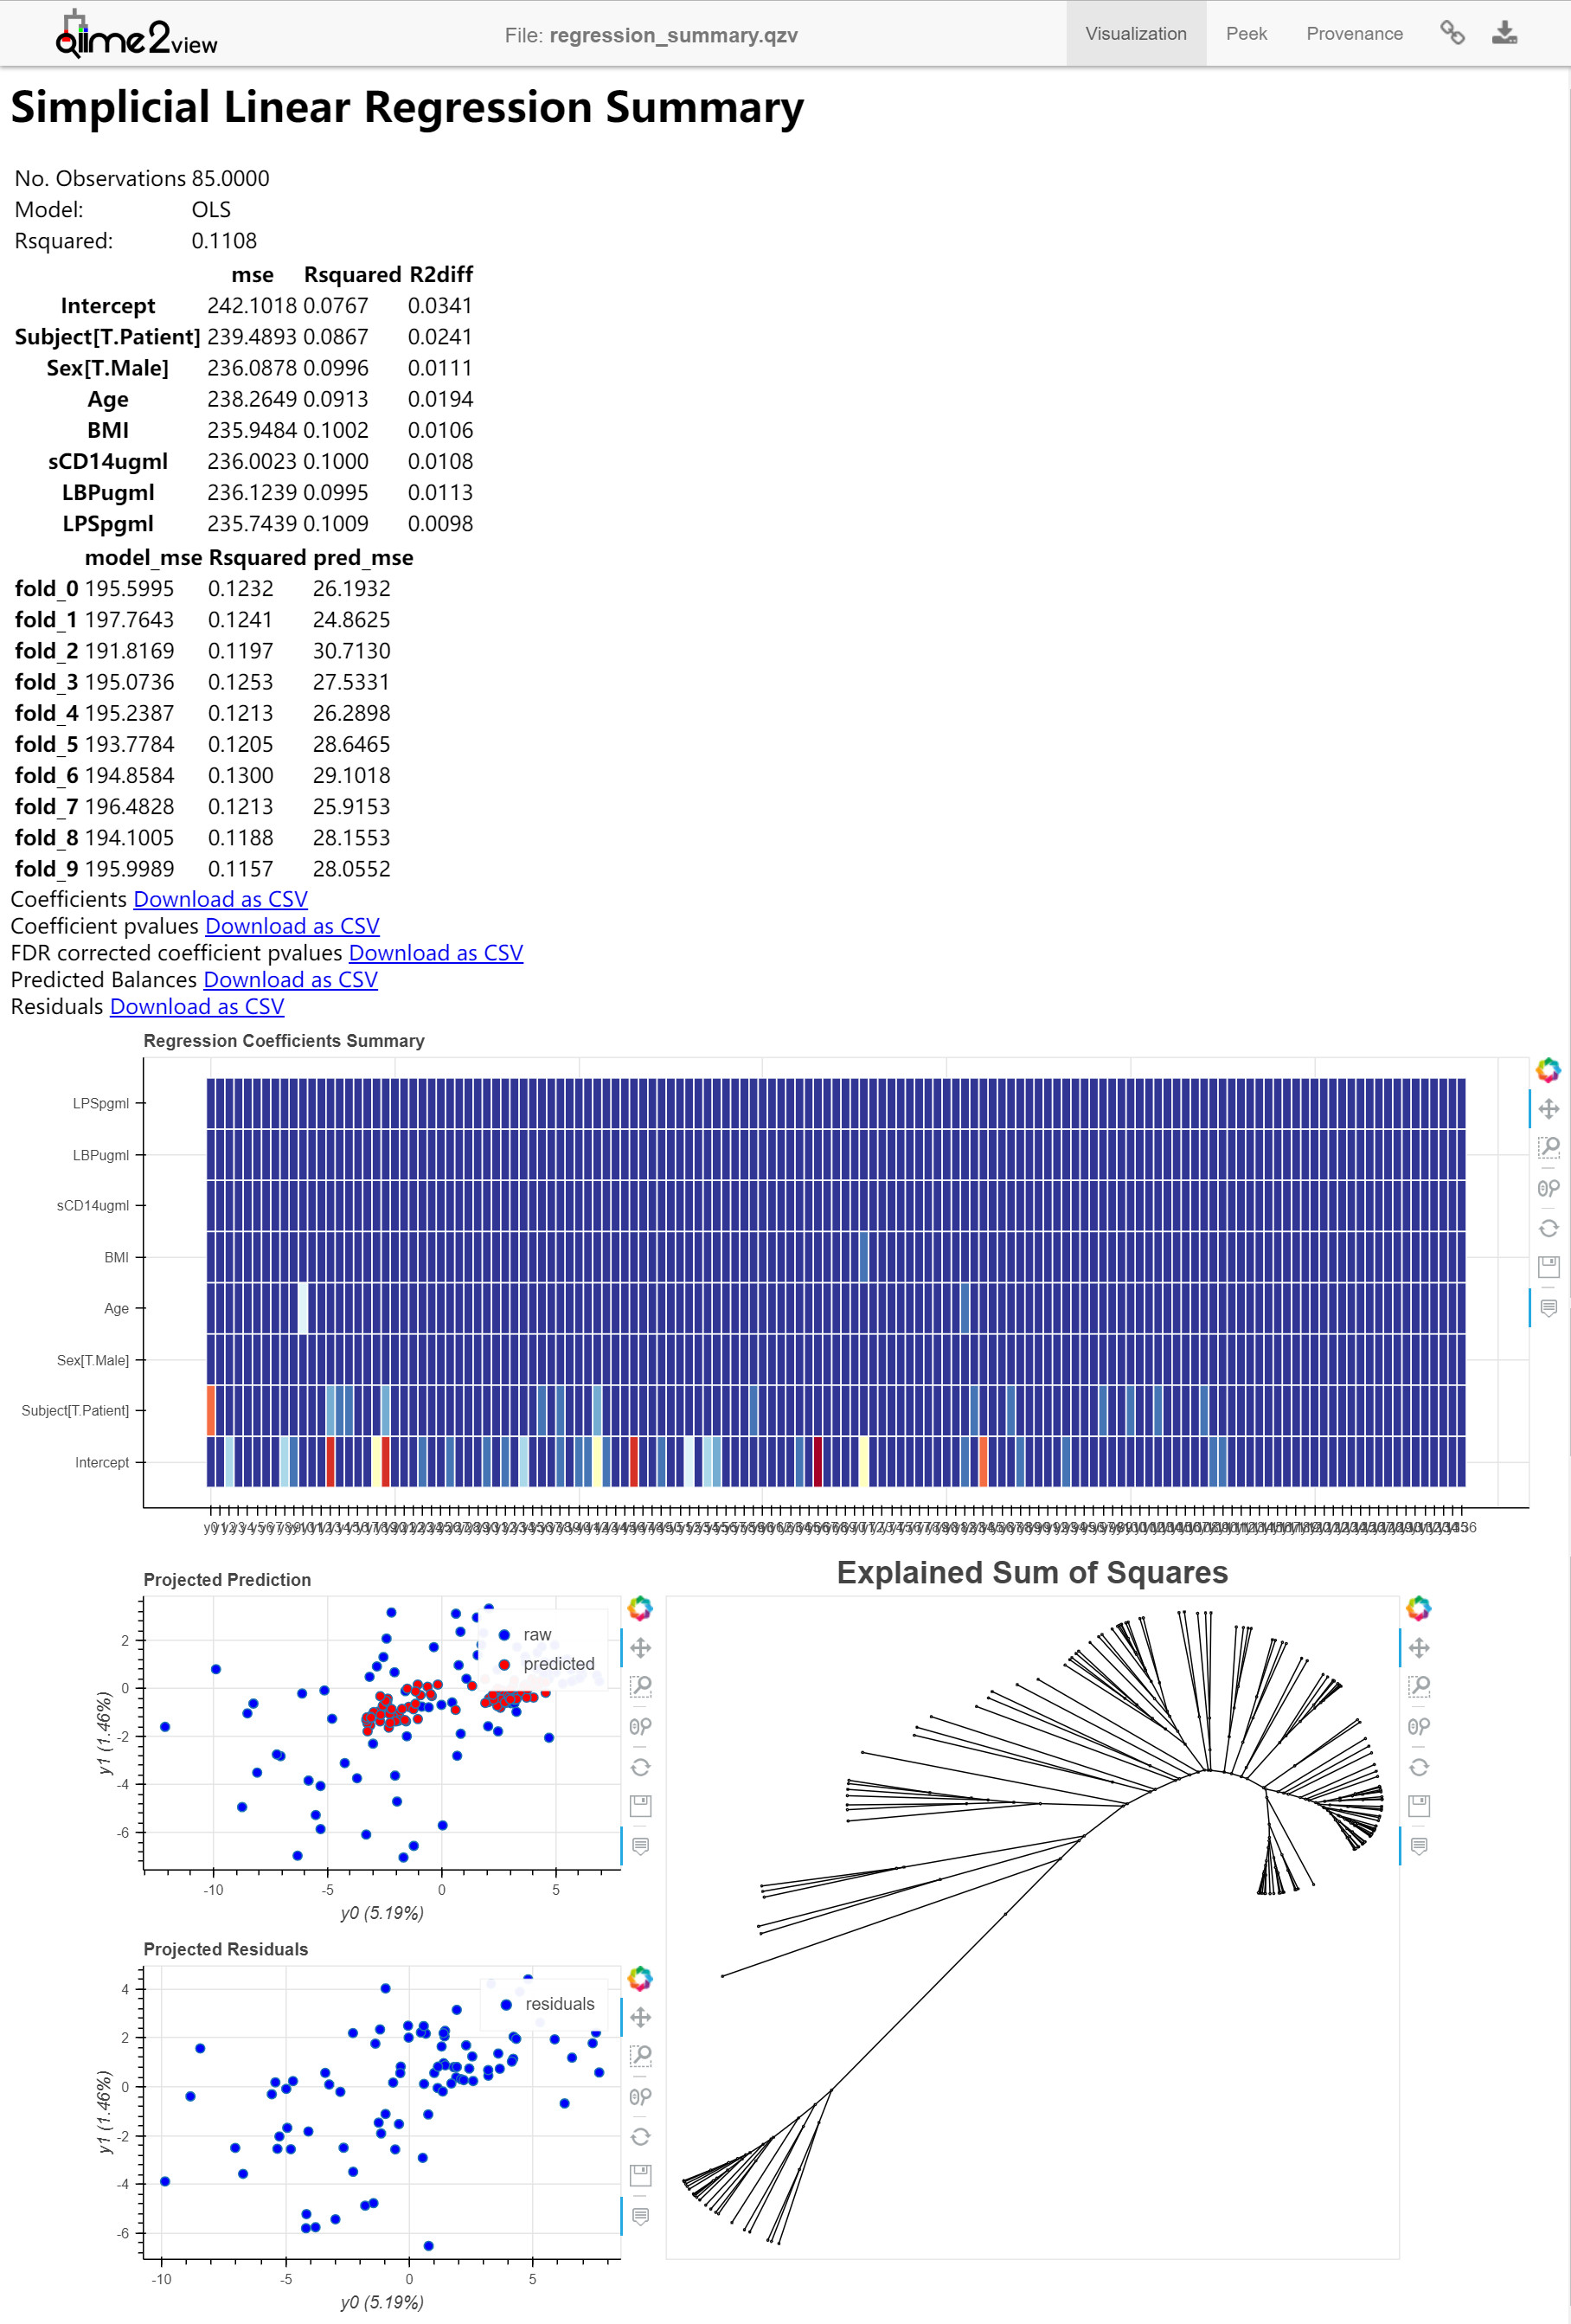 qiime2view
File: regression_summary.qzv
Visualization
Peek
Provenance
Simplicial Linear Regression Summary
No. Observations 85.0000
Model: OLS
Rsquared: 0.1108
mse Rsquared R2diff
Intercept 242.1018 0.0767 0.0341
Subject[T.Patient] 239.4893 0.0867 0.0241
Sex[T.Male] 236.0878 0.0996 0.0111
Age 238.2649 0.0913 0.0194
BMI 235.9484 0.1002 0.0106
sCD14ugml 236.0023 0.1000 0.0108
LBPugml 236.1239 0.0995 0.0113
LPSpgml 235.7439 0.1009 0.0098
model_mse Rsquared pred_mse
fold_0 195.5995 0.1232 26.1932
fold_1 197.7643 0.1241 24.8625
fold_2 191.8169 0.1197 30.7130
fold_3 195.0736 0.1253 27.5331
fold_4 195.2387 0.1213 26.2898
fold_5 193.7784 0.1205 28.6465
fold_6 194.8584 0.1300 29.1018
fold_7 196.4828 0.1213 25.9153
fold_8 194.1005 0.1188 28.1553
fold_9 195.9989 0.1157 28.0552
Coefficients Download as CSV
Coefficient pvalues Download as CSV
FDR corrected coefficient pvalues Download as CSV
Predicted Balances Download as CSV
Residuals Download as CSV
Regression Coefficients Summary
LPSpgml
LBPugml
sCD14ugml
BMI
Age
Sex[T.Male]
Subject[T.Patient]
Intercept
Projected Prediction
raw
predicted
2
0
-2
-4
-6
y1 (1.46%)
-10 -5 0 5
y0 (5.19%)
Explained Sum of Squares
Projected Residuals
residuals
4
2
0
-2
-4
-6
y1 (1.46%)
-10 -5 0 5
y0 (5.19%)